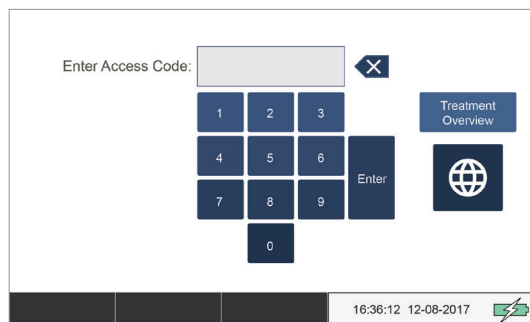 Enter Access Code:
1 2 3
Treatment
Overview
4 5 6
Enter
7 8 9
0
16:36:12 12-08-2017